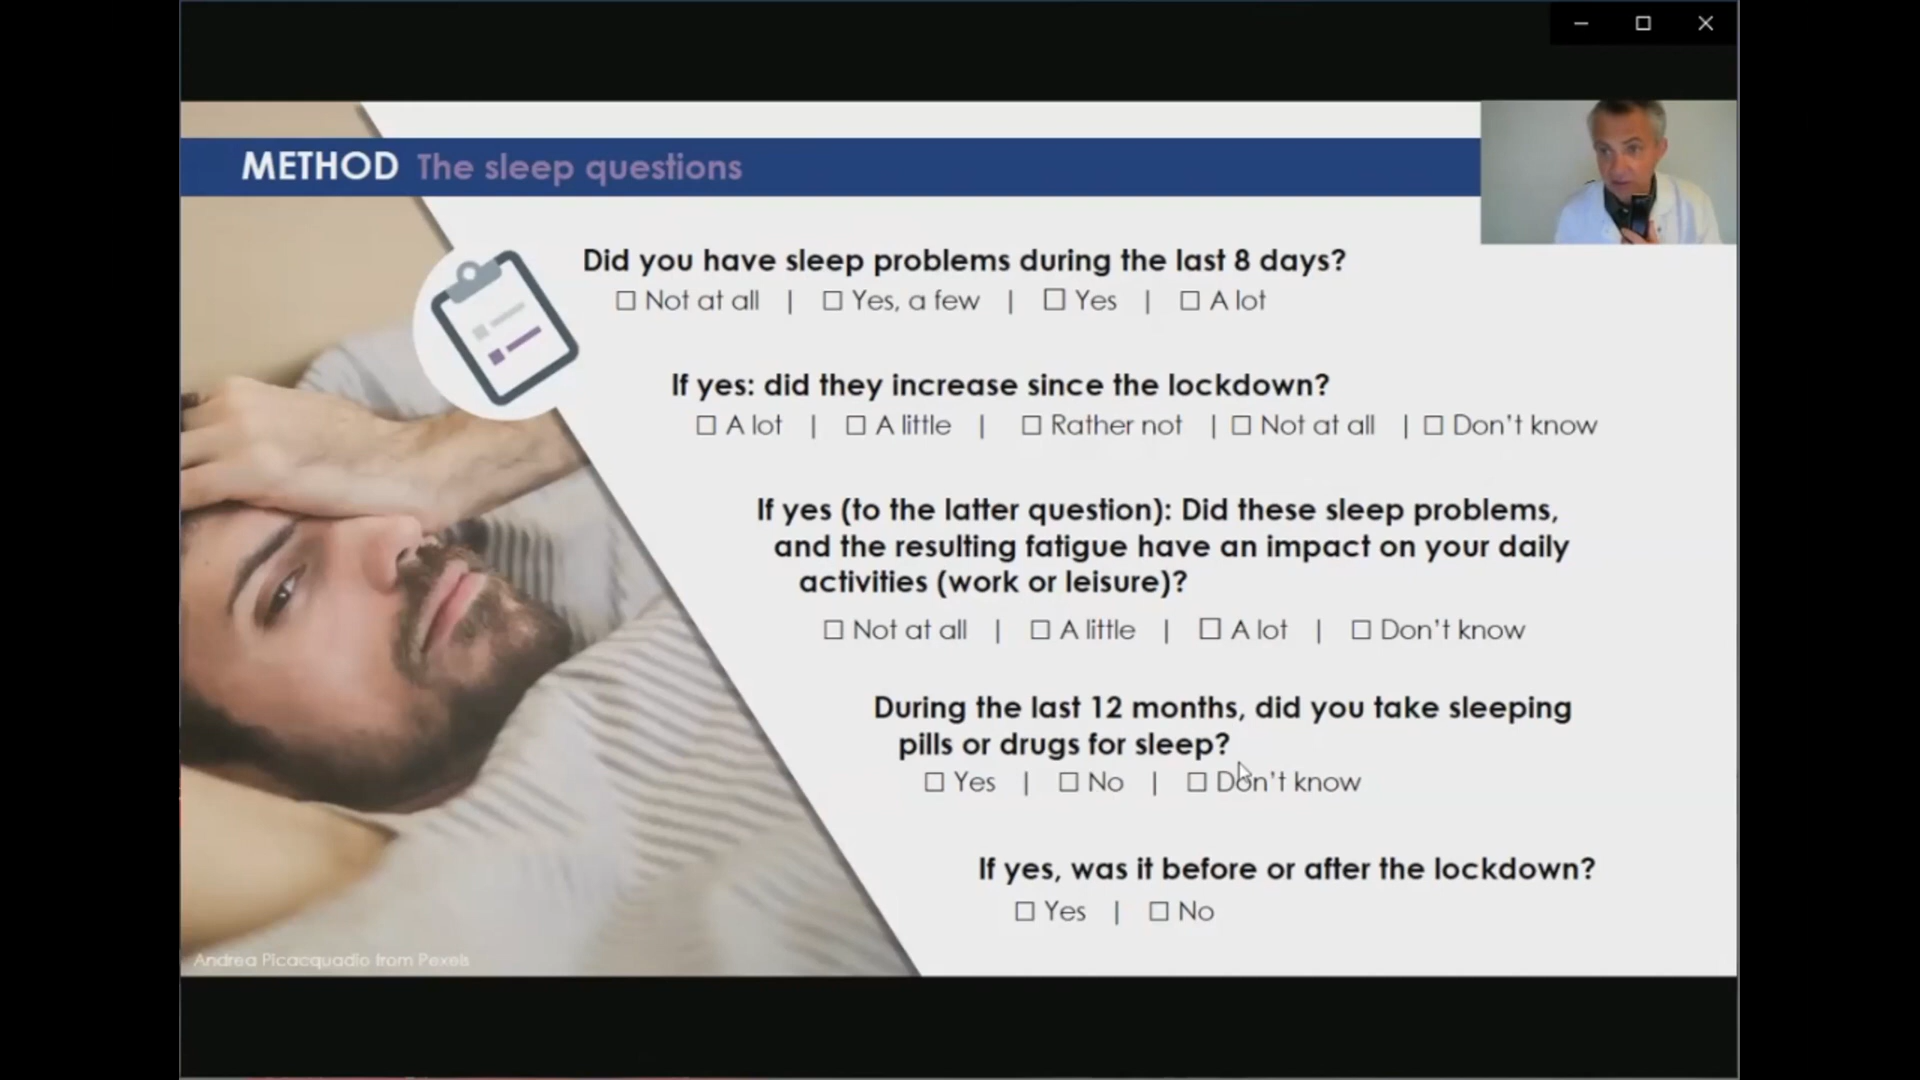 METHOD The sleep questions
Did you have sleep problems during the last 8 days?
☐ Not at all | ☐ Yes, a few | ☐ Yes | ☐ A lot
If yes: did they increase since the lockdown?
☐ A lot | ☐ A little | ☐ Rather not | ☐ Not at all | ☐ Don't know
If yes (to the latter question): Did these sleep problems,
and the resulting fatigue have an impact on your daily
activities (work or leisure)?
☐ Not at all | ☐ A little | ☐ A lot | ☐ Don't know
During the last 12 months, did you take sleeping
pills or drugs for sleep?
☐ Yes | ☐ No | ☐ Don't know
If yes, was it before or after the lockdown?
☐ Yes | ☐ No
Andrea Picacquadio from Pexels